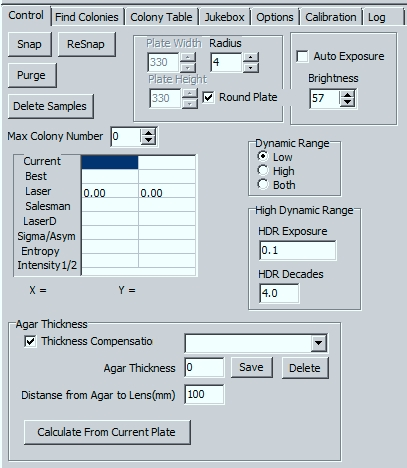 Control Find Colonies Colony Table Jukebox Options Calibration Log
Snap ReSnap
Purge
Delete Samples
Plate Width Radius
330 4
Plate Height
330 Round Plate
Auto Exposure
Brightness
57
Max Colony Number 0
Current
Best
Laser 0.00 0.00
Salesman
LaserD
Sigma/Asym
Entropy
Intensity1/2
X = Y =
Dynamic Range
Low
High
Both
High Dynamic Range
HDR Exposure
0.1
HDR Decades
4.0
Agar Thickness
Thickness Compensatio
Agar Thickness 0 Save Delete
Distanse from Agar to Lens(mm) 100
Calculate From Current Plate